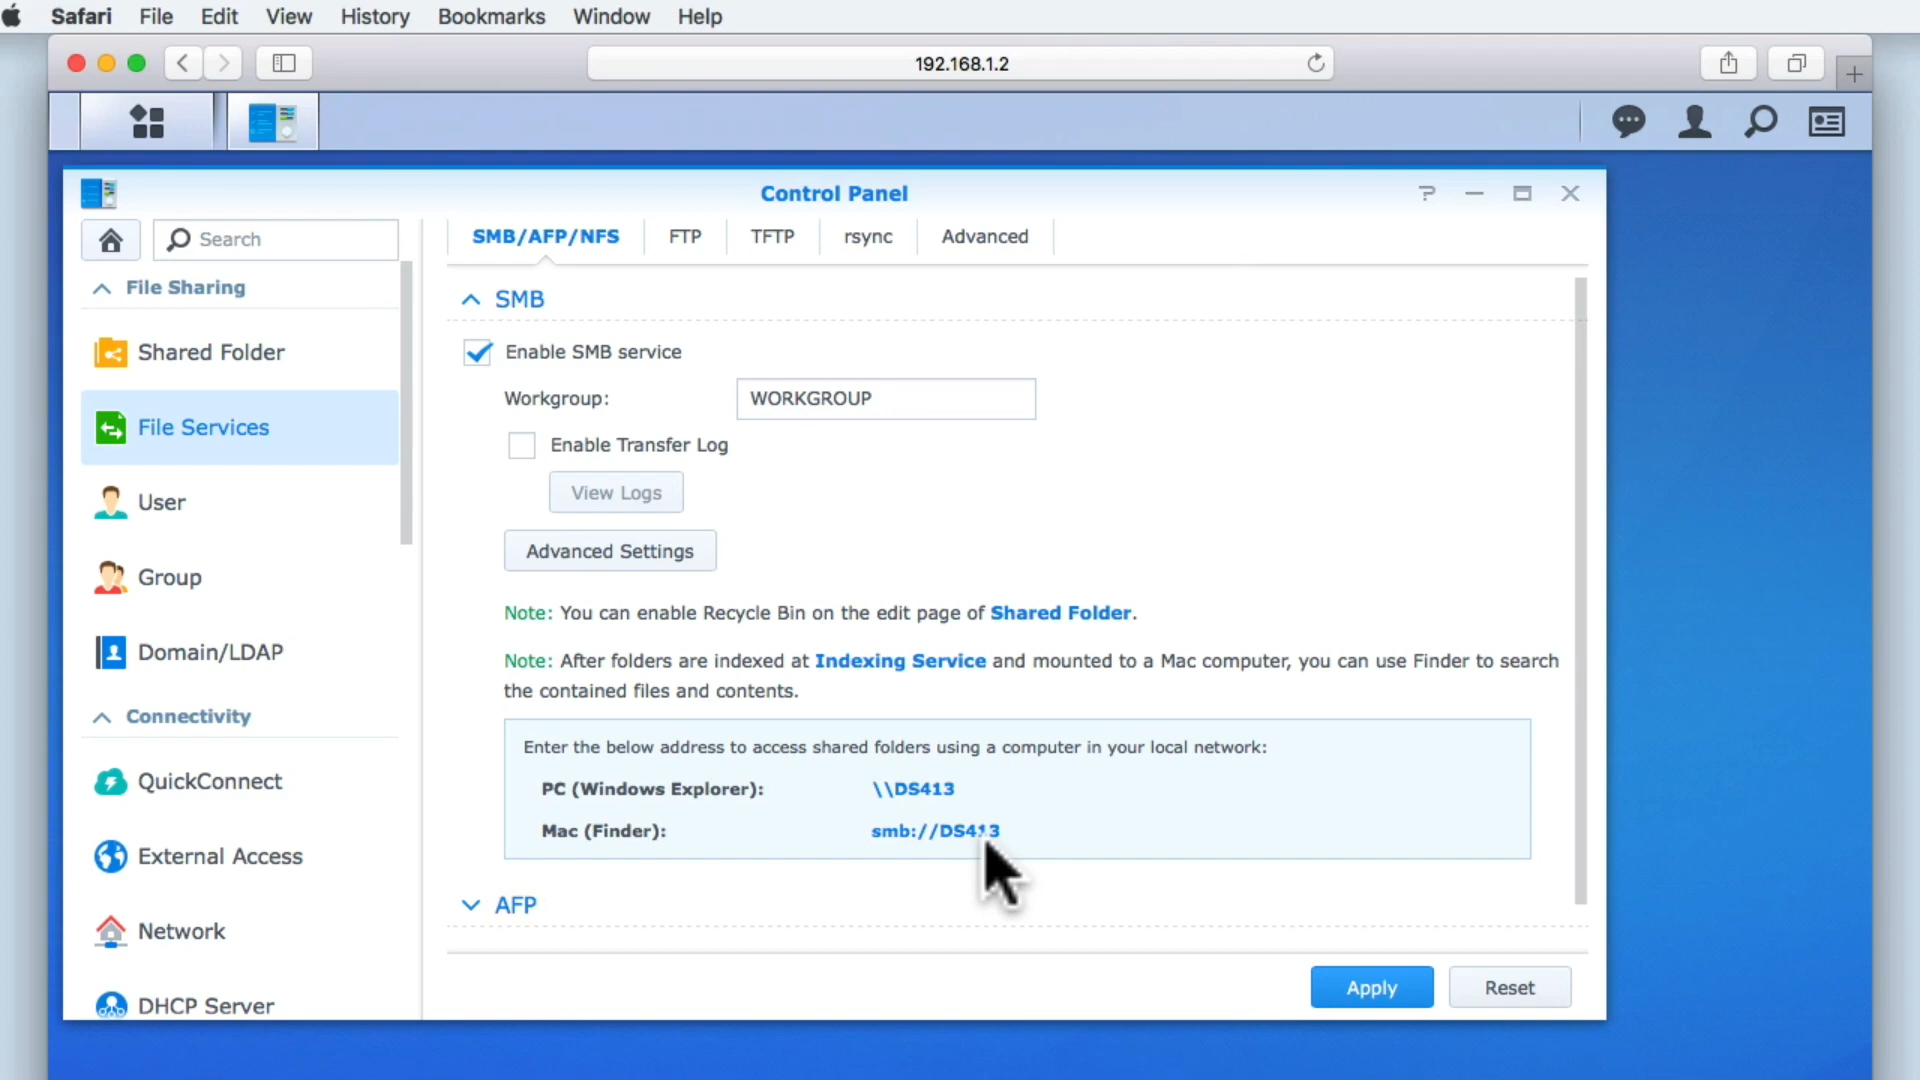 Safari File Edit View History Bookmarks Window Help
192.168.1.2
Control Panel
Search
SMB/AFP/NFS FTP TFTP rsync Advanced
File Sharing
Shared Folder
File Services
User
Group
Domain/LDAP
Connectivity
QuickConnect
External Access
Network
DHCP Server
SMB
Enable SMB service
Workgroup: WORKGROUP
Enable Transfer Log
View Logs
Advanced Settings
Note: You can enable Recycle Bin on the edit page of Shared Folder.
Note: After folders are indexed at Indexing Service and mounted to a Mac computer, you can use Finder to search
the contained files and contents.
Enter the below address to access shared folders using a computer in your local network:
PC (Windows Explorer): \\DS413
Mac (Finder): smb://DS413
AFP
Apply Reset